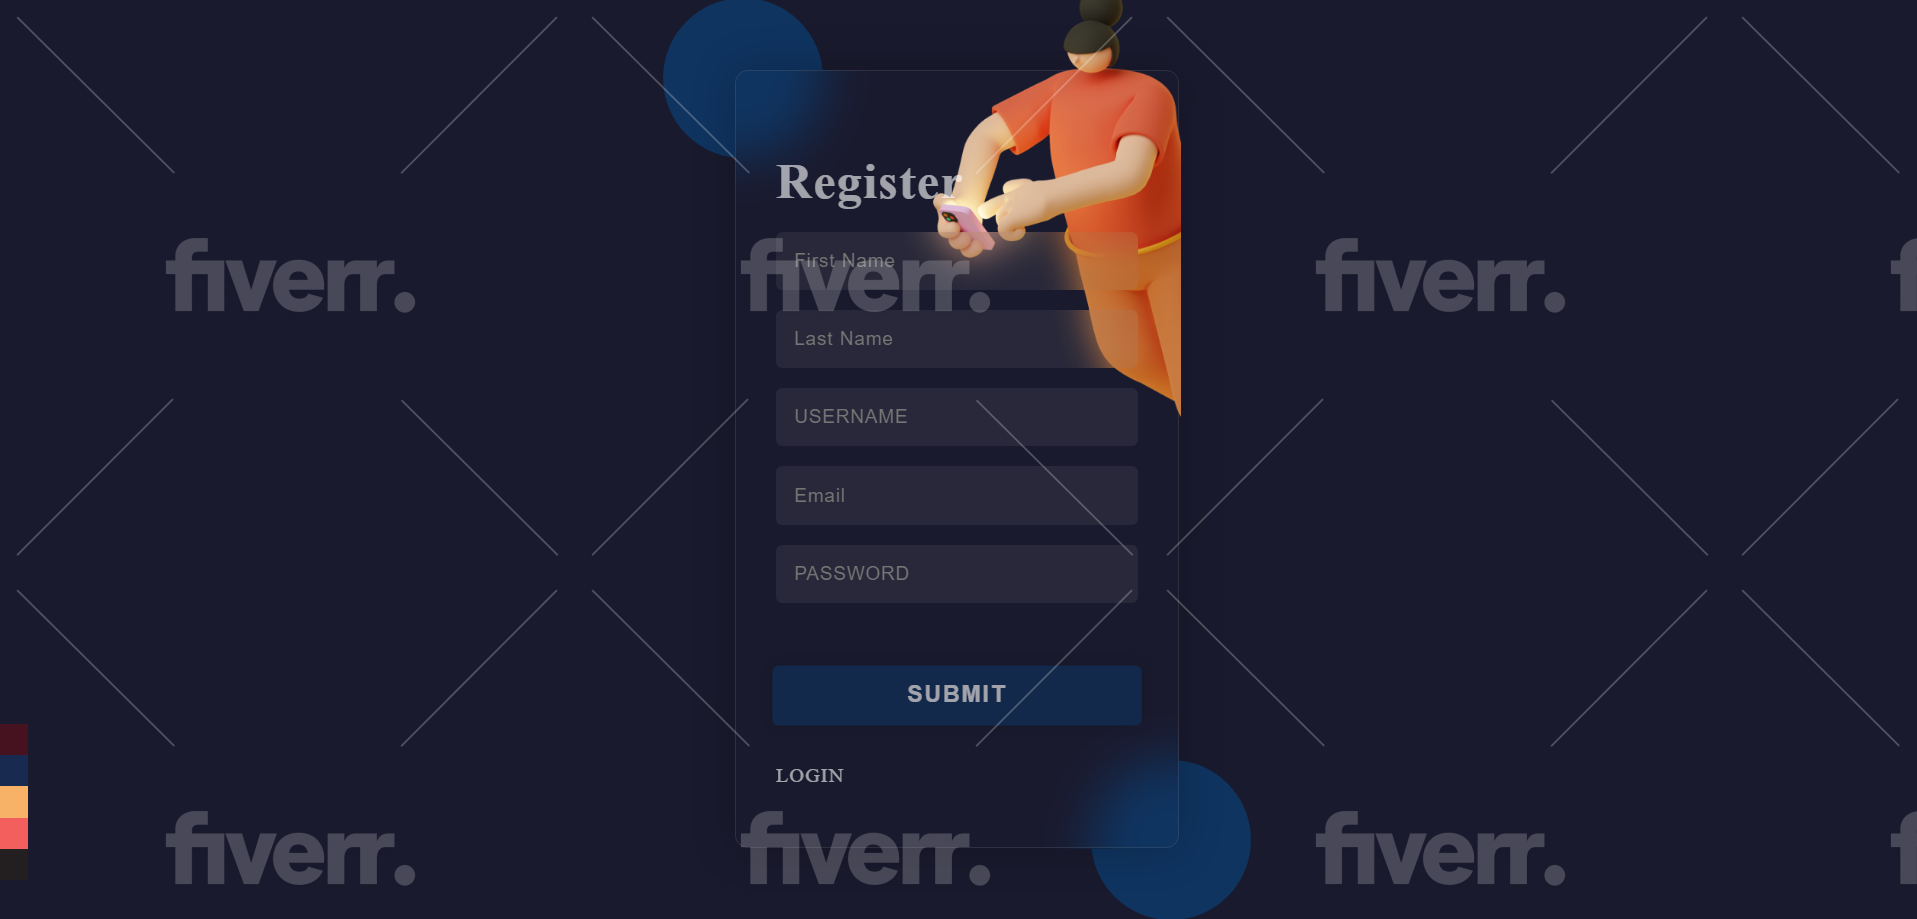 Register
fiverr.
fiverr.
fiverr.
First Name
Last Name
USERNAME
Email
PASSWORD
SUBMIT
LOGIN
fiverr.
fiverr.
fiverr.